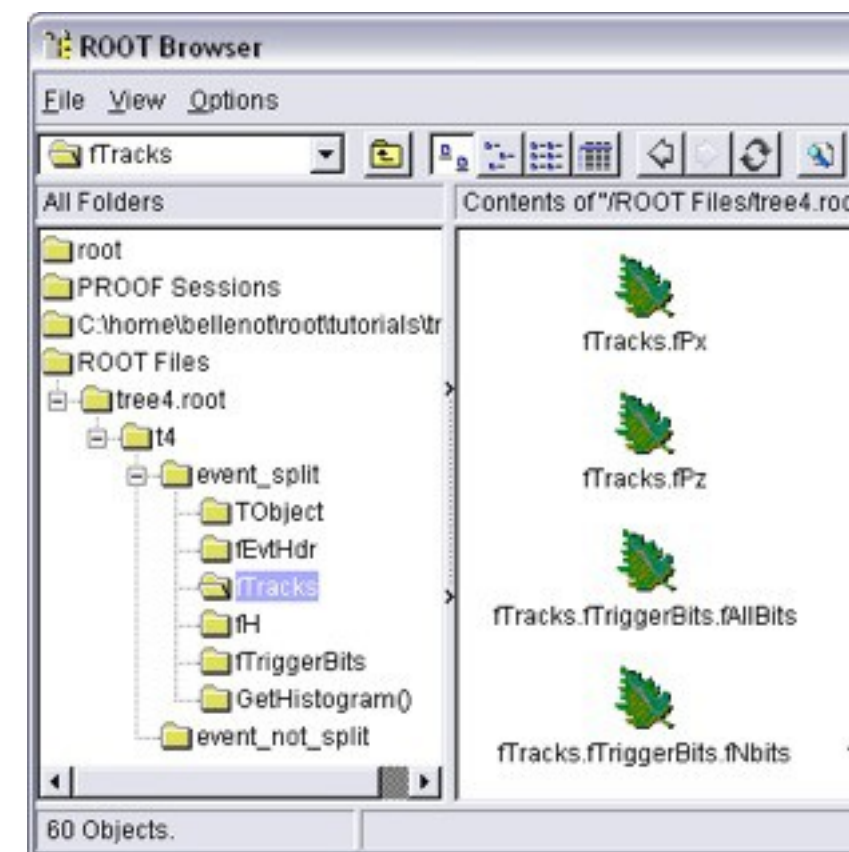 ROOT Browser
File View Options
fTracks
All Folders
Contents of "/ROOT Files/tree4.roo
root
PROOF Sessions
C:\home\bellenot\root\tutorials\tr
ROOT Files
tree4.root
t4
event_split
TObject
fEvtHdr
fTracks
fH
fTriggerBits
GetHistogram()
event_not_split
fTracks.fPx
fTracks.fPz
fTracks.fTriggerBits.fAllBits
fTracks.fTriggerBits.fNbits
60 Objects.